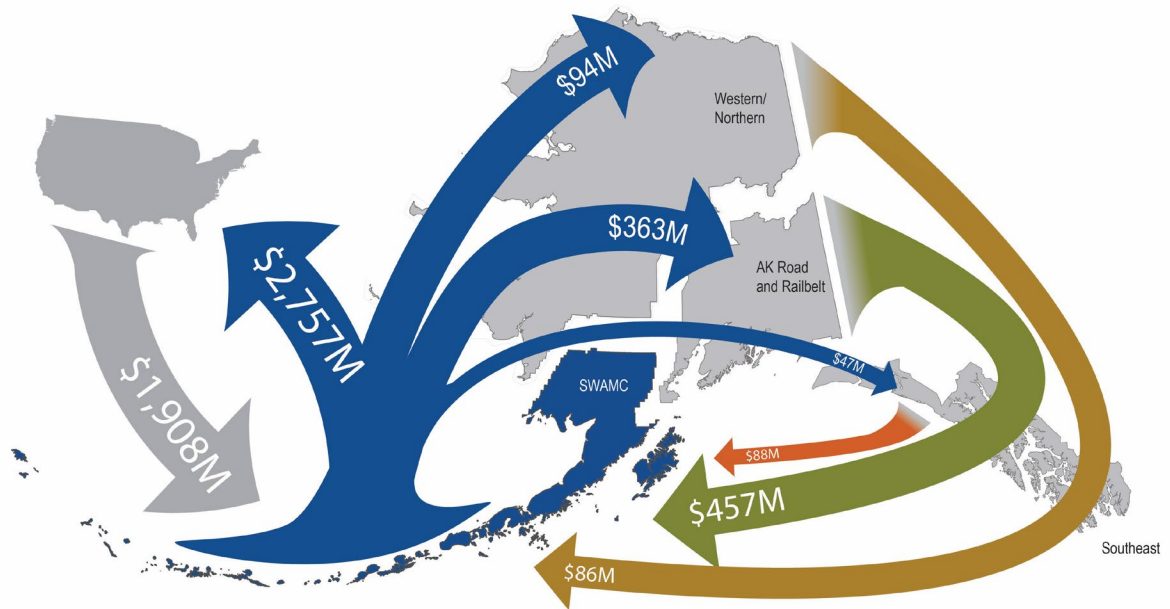 $94M
Western/
Northern
$363M
AK Road
and Railbelt
$2,757M
$1,908M
$47M
SWAMC
$88M
$457M
Southeast
$86M